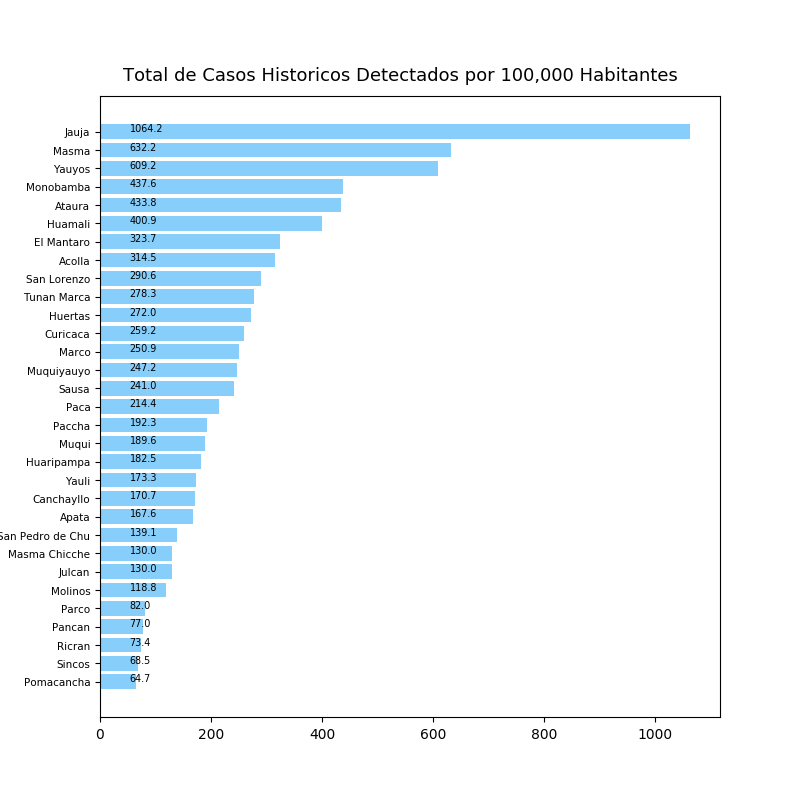 Total de Casos Historicos Detectados por 100,000 Habitantes
Jauja 1064.2
Masma 632.2
Yauyos 609.2
Monobamba 437.6
Ataura 433.8
Huamali 400.9
El Mantaro 323.7
Acolla 314.5
San Lorenzo 290.6
Tunan Marca 278.3
Huertas 272.0
Curicaca 259.2
Marco 250.9
Muquiyauyo 247.2
Sausa 241.0
Paca 214.4
Paccha 192.3
Muqui 189.6
Huaripampa 182.5
Yauli 173.3
Canchayllo 170.7
Apata 167.6
San Pedro de Chu 139.1
Masma Chicche 130.0
Julcan 130.0
Molinos 118.8
Parco 82.0
Pancan 77.0
Ricran 73.4
Sincos 68.5
Pomacancha 64.7
0 200 400 600 800 1000